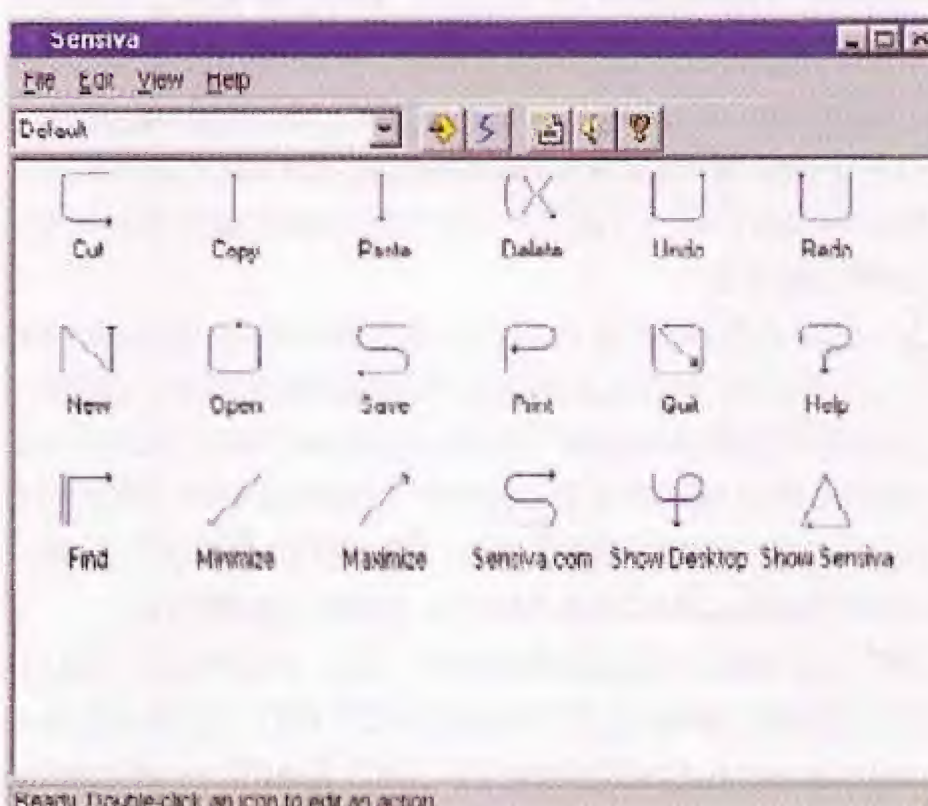 Sensiva
File Edit View Help
Default
Cut Copy Paste Delete Undo Redo
New Open Save Print Quit Help
Find Minimize Maximize Sensiva.com Show Desktop Show Sensiva
Ready. Double-click an icon to edit an action